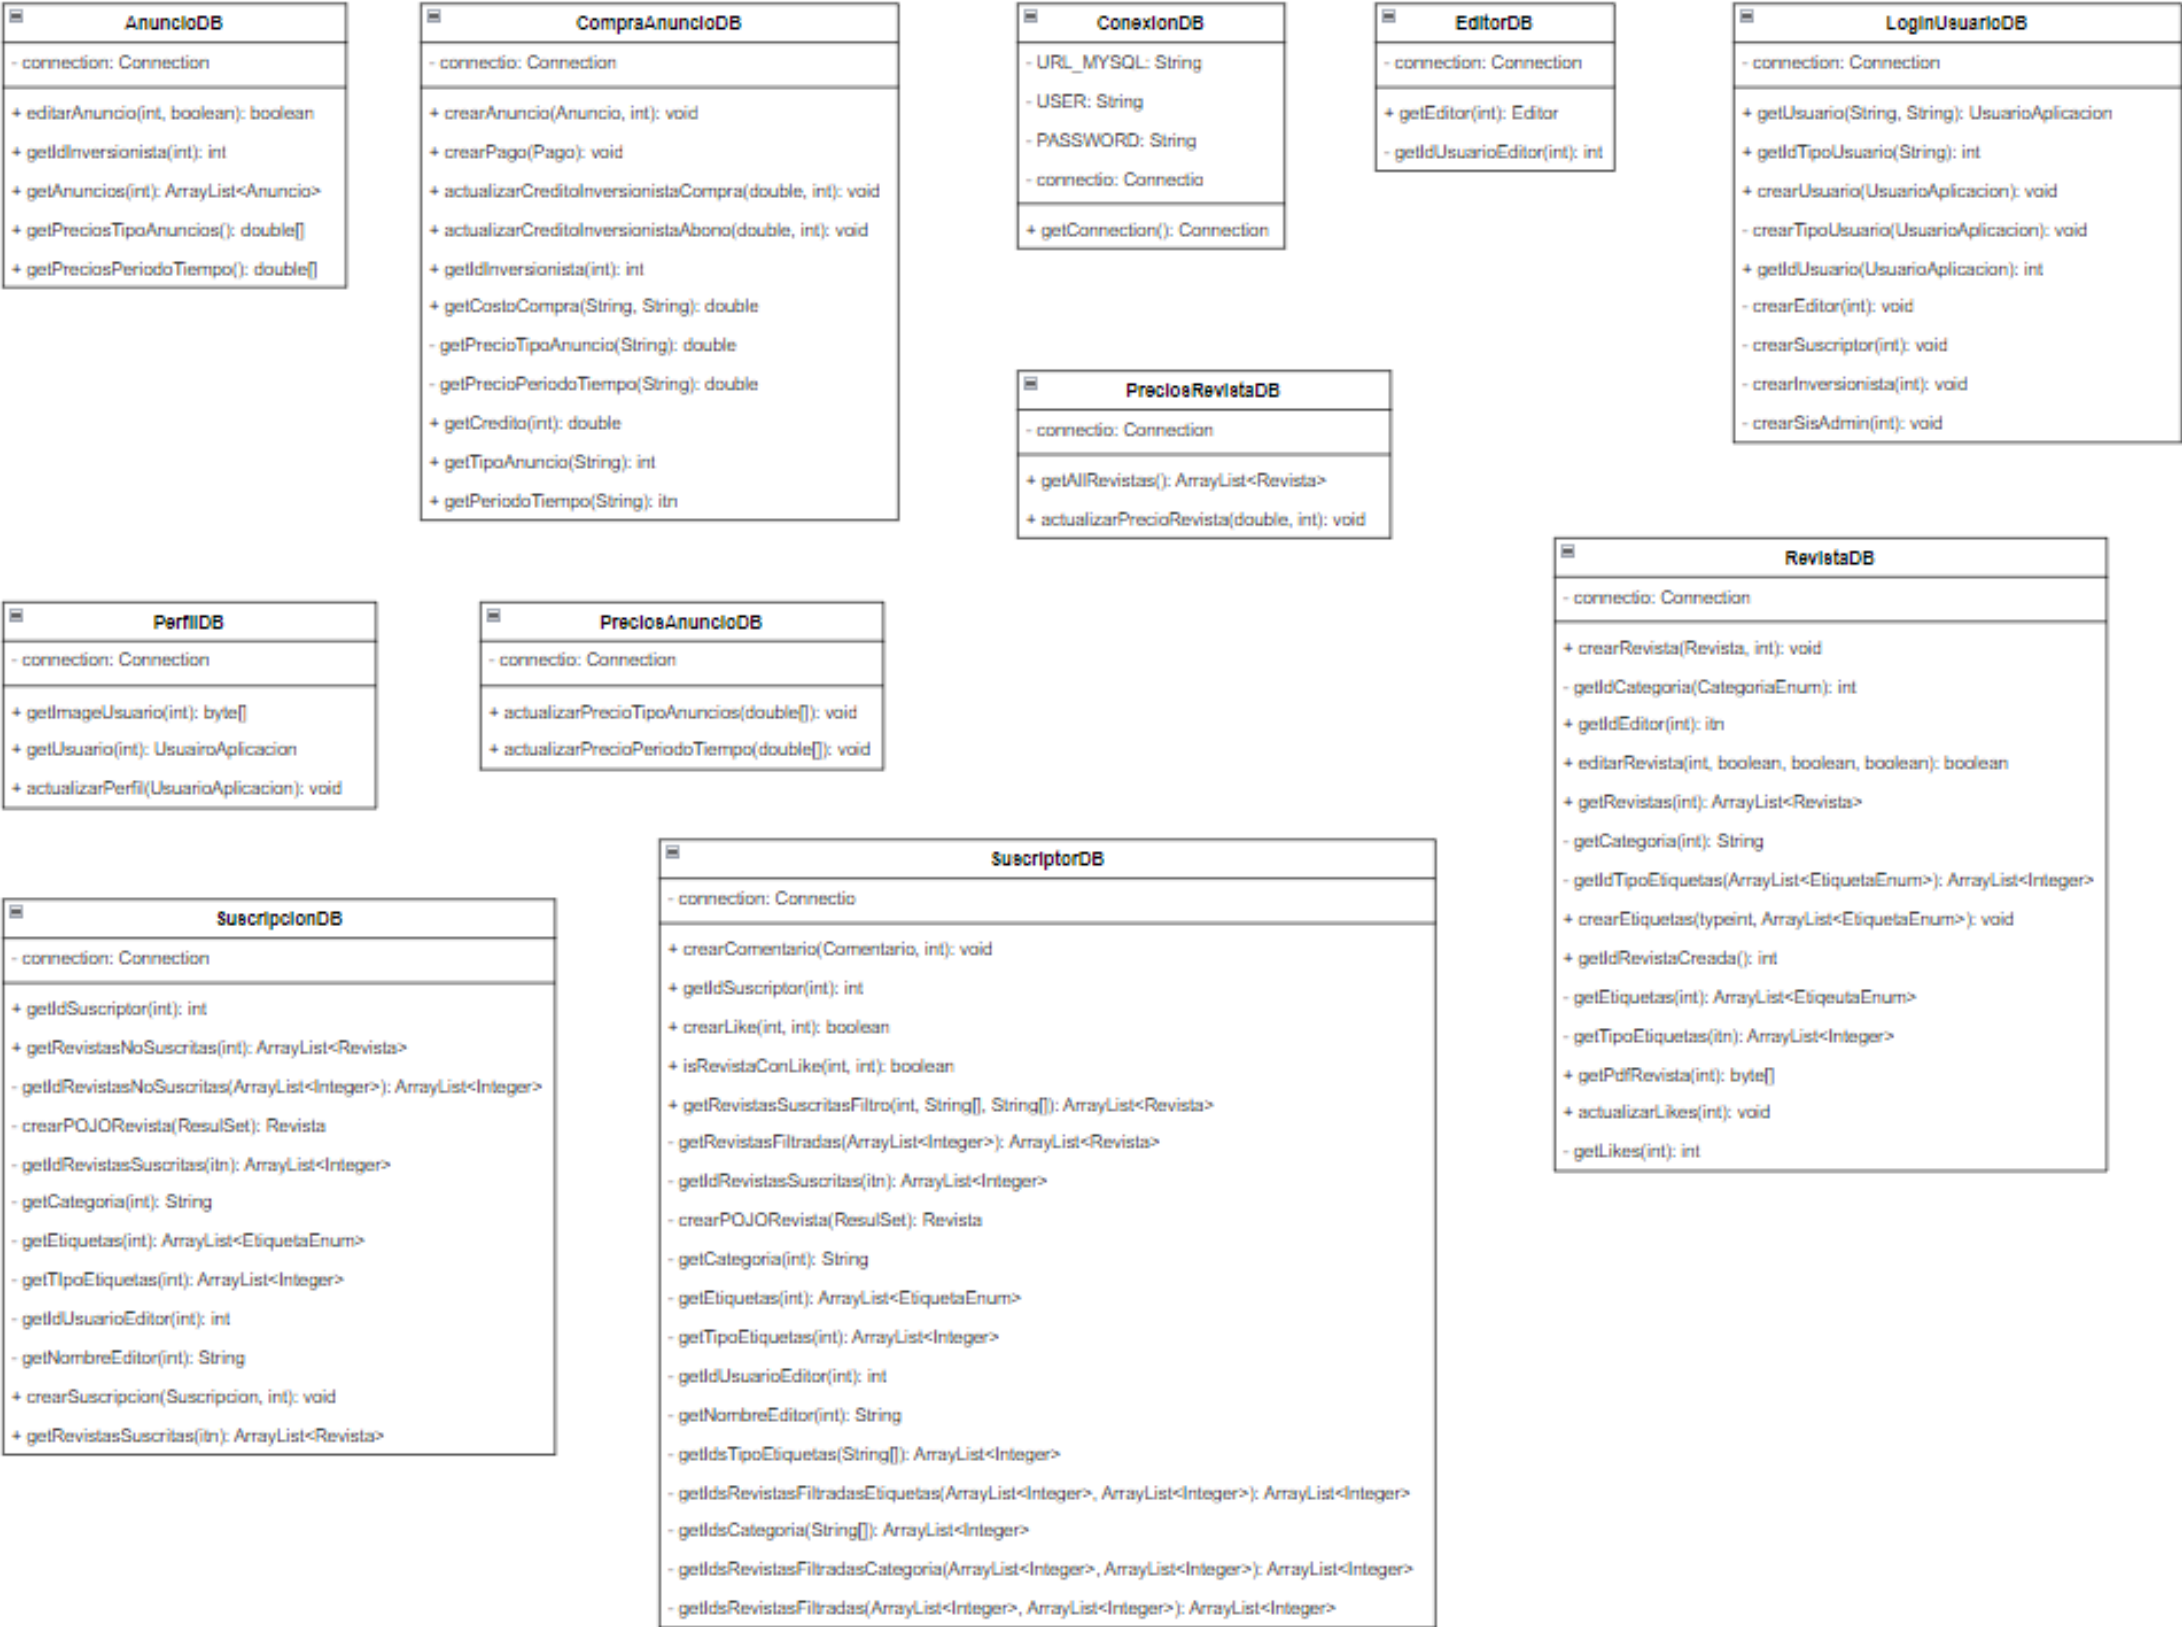 AnuncioDB
- connection: Connection
+ editarAnuncio(int, boolean): boolean
+ getIdInversionista(int): int
+ getAnuncios(int): ArrayList<Anuncio>
+ getPreciosTipoAnuncios(): double[]
+ getPreciosPeriodoTiempo(): double[]
CompraAnuncioDB
- connectio: Connection
+ crearAnuncio(Anuncio, int): void
+ crearPago(Pago): void
+ actualizarCreditoInversionistaCompra(double, int): void
+ actualizarCreditoInversionistaAbono(double, int): void
+ getIdInversionista(int): int
+ getCostoCompra(String, String): double
- getPrecioTipoAnuncio(String): double
- getPrecioPeriodoTiempo(String): double
+ getCredito(int): double
+ getTipoAnuncio(String): int
+ getPeriodoTiempo(String): itn
ConexionDB
- URL_MYSQL: String
- USER: String
- PASSWORD: String
- connectio: Connectio
+ getConnection(): Connection
EditorDB
- connection: Connection
+ getEditor(int): Editor
- getIdUsuarioEditor(int): int
LoginUsuarioDB
- connection: Connection
+ getUsuario(String, String): UsuarioAplicacion
+ getIdTipoUsuario(String): int
+ crearUsuario(UsuarioAplicacion): void
- crearTipoUsuario(UsuarioAplicacion): void
+ getIdUsuario(UsuarioAplicacion): int
- crearEditor(int): void
- crearSuscriptor(int): void
- crearInversionista(int): void
- crearSisAdmin(int): void
PreciosRevistaDB
- connectio: Connection
+ getAllRevistas(): ArrayList<Revista>
+ actualizarPrecioRevista(double, int): void
RevistaDB
- connectio: Connection
+ crearRevista(Revista, int): void
- getIdCategoria(CategoriaEnum): int
+ getIdEditor(int): itn
+ editarRevista(int, boolean, boolean, boolean): boolean
+ getRevistas(int): ArrayList<Revista>
- getCategoria(int): String
- getIdTipoEtiquetas(ArrayList<EtiquetaEnum>): ArrayList<Integer>
+ crearEtiquetas(typeint, ArrayList<EtiquetaEnum>): void
+ getIdRevistaCreada(): int
- getEtiquetas(int): ArrayList<EtiqeutaEnum>
- getTipoEtiquetas(itn): ArrayList<Integer>
+ getPdfRevista(int): byte[]
+ actualizarLikes(int): void
- getLikes(int): int
PerfilDB
- connection: Connection
+ getImageUsuario(int): byte[]
+ getUsuario(int): UsuairoAplicacion
+ actualizarPerfil(UsuarioAplicacion): void
PreciosAnuncioDB
- connectio: Connection
+ actualizarPrecioTipoAnuncios(double[]): void
+ actualizarPrecioPeriodoTiempo(double[]): void
SuscripcionDB
- connection: Connection
+ getIdSuscriptor(int): int
+ getRevistasNoSuscritas(int): ArrayList<Revista>
- getIdRevistasNoSuscritas(ArrayList<Integer>): ArrayList<Integer>
- crearPOJORevista(ResulSet): Revista
- getIdRevistasSuscritas(itn): ArrayList<Integer>
- getCategoria(int): String
- getEtiquetas(int): ArrayList<EtiquetaEnum>
- getTIpoEtiquetas(int): ArrayList<Integer>
- getIdUsuarioEditor(int): int
- getNombreEditor(int): String
+ crearSuscripcion(Suscripcion, int): void
+ getRevistasSuscritas(itn): ArrayList<Revista>
SuscriptorDB
- connection: Connectio
+ crearComentario(Comentario, int): void
+ getIdSuscriptor(int): int
+ crearLike(int, int): boolean
+ isRevistaConLike(int, int): boolean
+ getRevistasSuscritasFiltro(int, String[], String[]): ArrayList<Revista>
- getRevistasFiltradas(ArrayList<Integer>): ArrayList<Revista>
- getIdRevistasSuscritas(itn): ArrayList<Integer>
- crearPOJORevista(ResulSet): Revista
- getCategoria(int): String
- getEtiquetas(int): ArrayList<EtiquetaEnum>
- getTipoEtiquetas(int): ArrayList<Integer>
- getIdUsuarioEditor(int): int
- getNombreEditor(int): String
- getIdsTipoEtiquetas(String[]): ArrayList<Integer>
- getIdsRevistasFiltradasEtiquetas(ArrayList<Integer>, ArrayList<Integer>): ArrayList<Integer>
- getIdsCategoria(String[]): ArrayList<Integer>
- getIdsRevistasFiltradasCategoria(ArrayList<Integer>, ArrayList<Integer>): ArrayList<Integer>
- getIdsRevistasFiltradas(ArrayList<Integer>, ArrayList<Integer>): ArrayList<Integer>